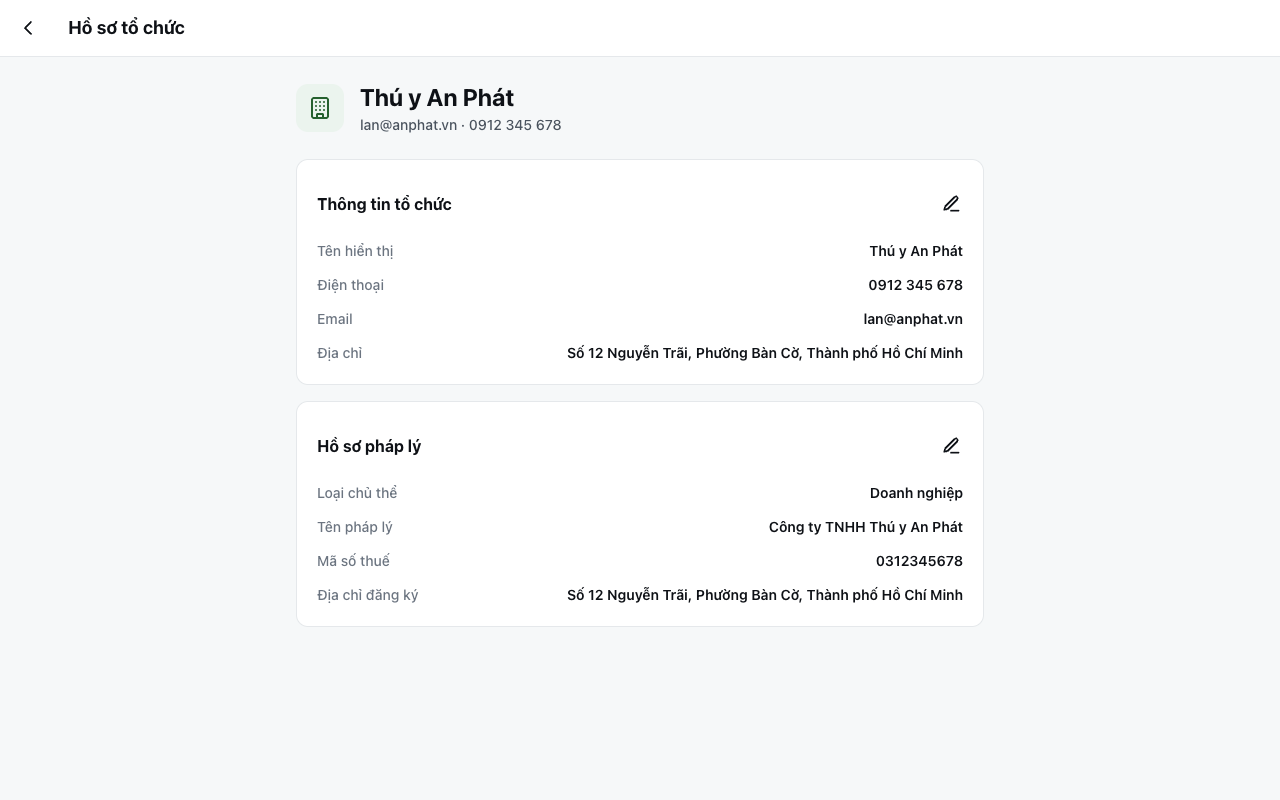 Hồ sơ tổ chức
Thú y An Phát
lan@anphat.vn · 0912 345 678
Thông tin tổ chức
Tên hiển thị Thú y An Phát
Điện thoại 0912 345 678
Email lan@anphat.vn
Địa chỉ Số 12 Nguyễn Trãi, Phường Bàn Cờ, Thành phố Hồ Chí Minh
Hồ sơ pháp lý
Loại chủ thể Doanh nghiệp
Tên pháp lý Công ty TNHH Thú y An Phát
Mã số thuế 0312345678
Địa chỉ đăng ký Số 12 Nguyễn Trãi, Phường Bàn Cờ, Thành phố Hồ Chí Minh